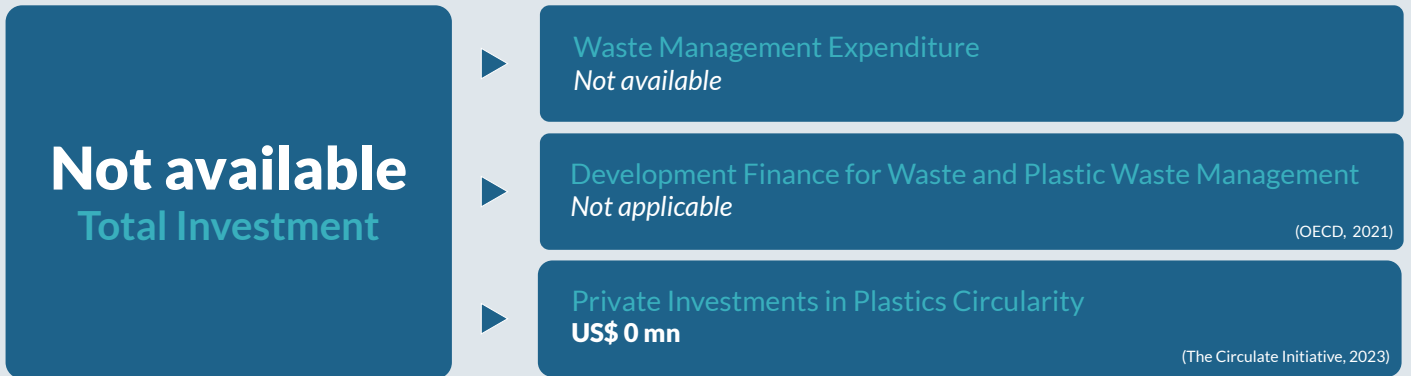 Not available
Total Investment
Waste Management Expenditure
Not available
Development Finance for Waste and Plastic Waste Management
Not applicable
(OECD, 2021)
Private Investments in Plastics Circularity
US$ 0 mn
(The Circulate Initiative, 2023)